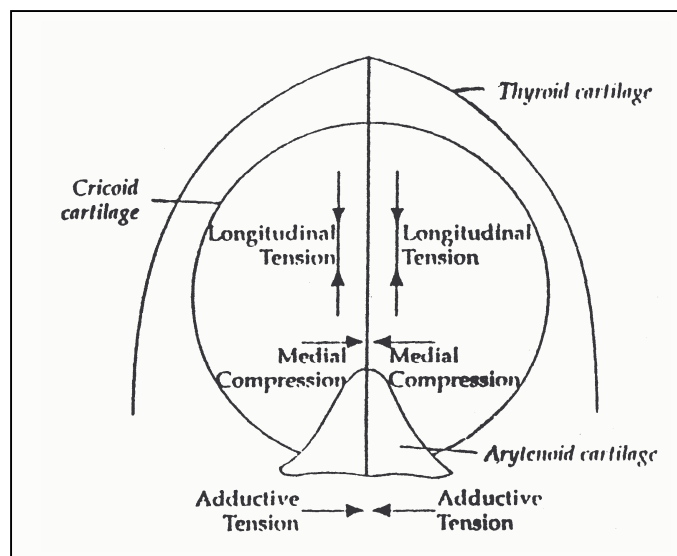 Thyroid cartilage
Cricoid
cartilage
Longitudinal
Tension
Longitudinal
Tension
Medial
Compression
Medial
Compression
Arytenoid cartilage
Adductive
Tension
Adductive
Tension